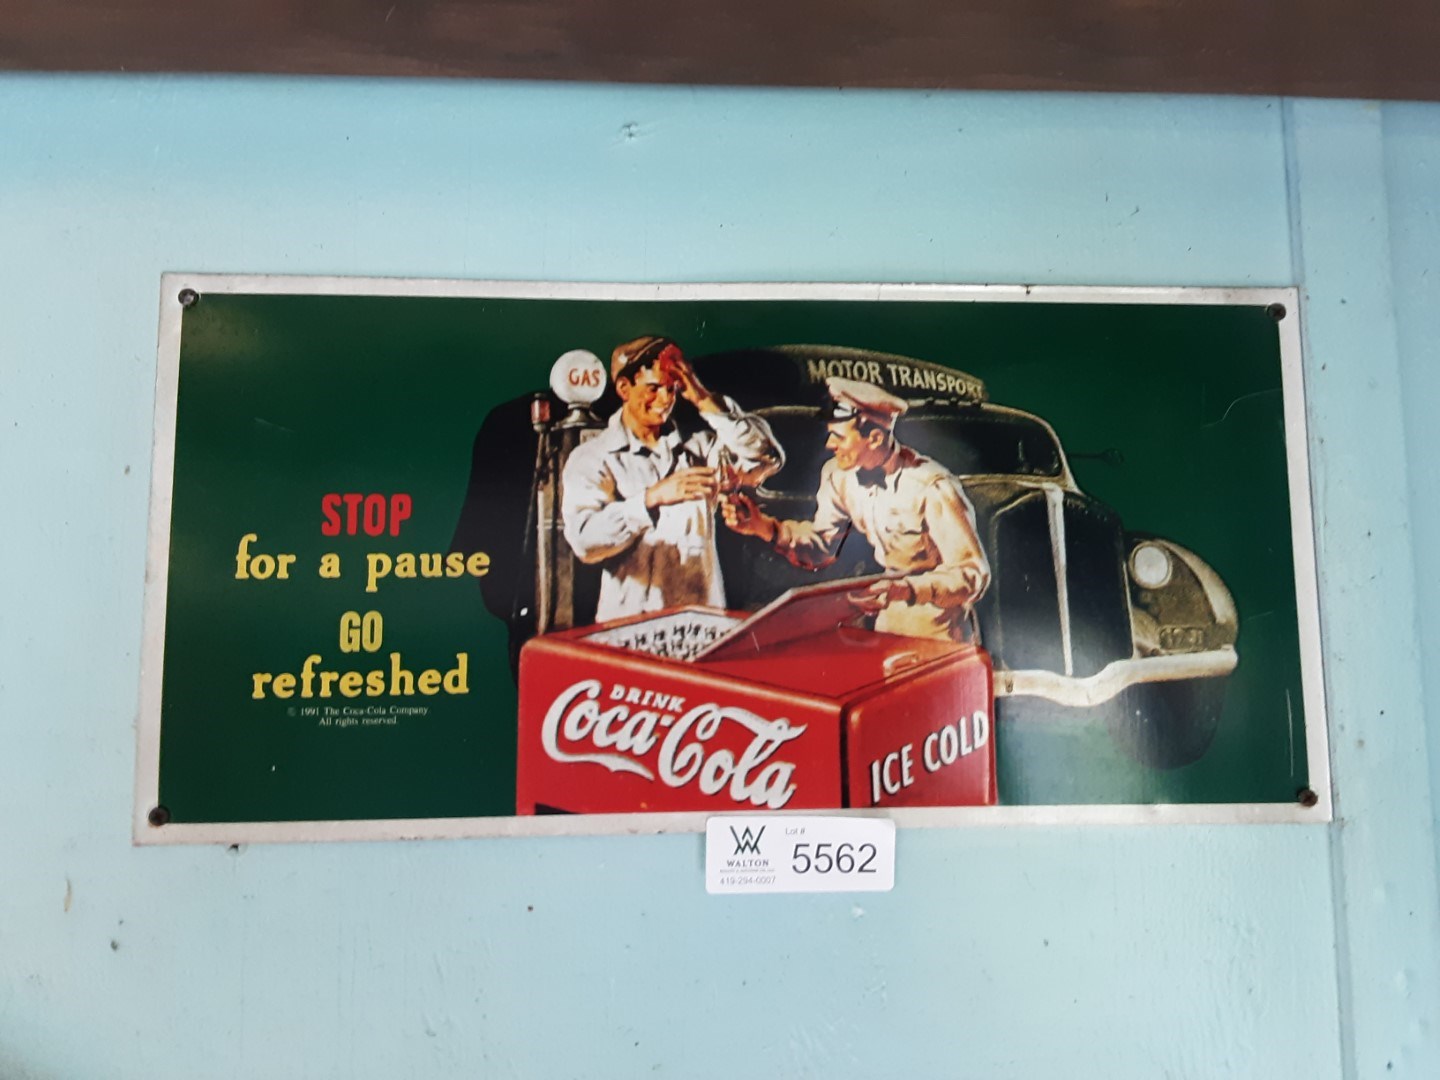 GAS
MOTOR TRANSPORT
STOP
for a pause
GO
refreshed
© 1991 The Coca-Cola Company.
All rights reserved.
DRINK
Coca-Cola
ICE COLD
Lot #
WALTON
5562
419-294-0007